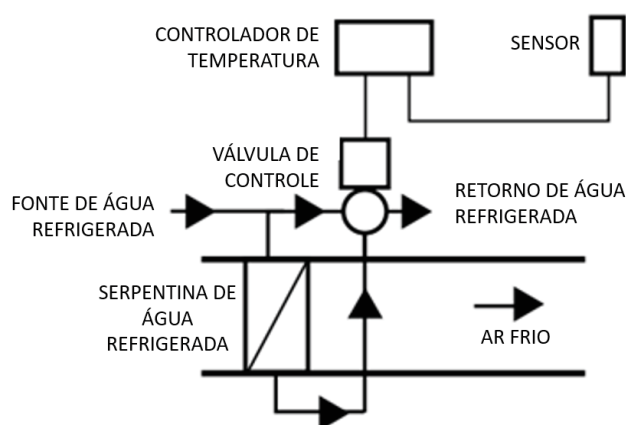 CONTROLADOR DE
TEMPERATURA
SENSOR
VÁLVULA DE
CONTROLE
FONTE DE ÁGUA
REFRIGERADA
RETORNO DE ÁGUA
REFRIGERADA
SERPENTINA DE
ÁGUA
REFRIGERADA
AR FRIO